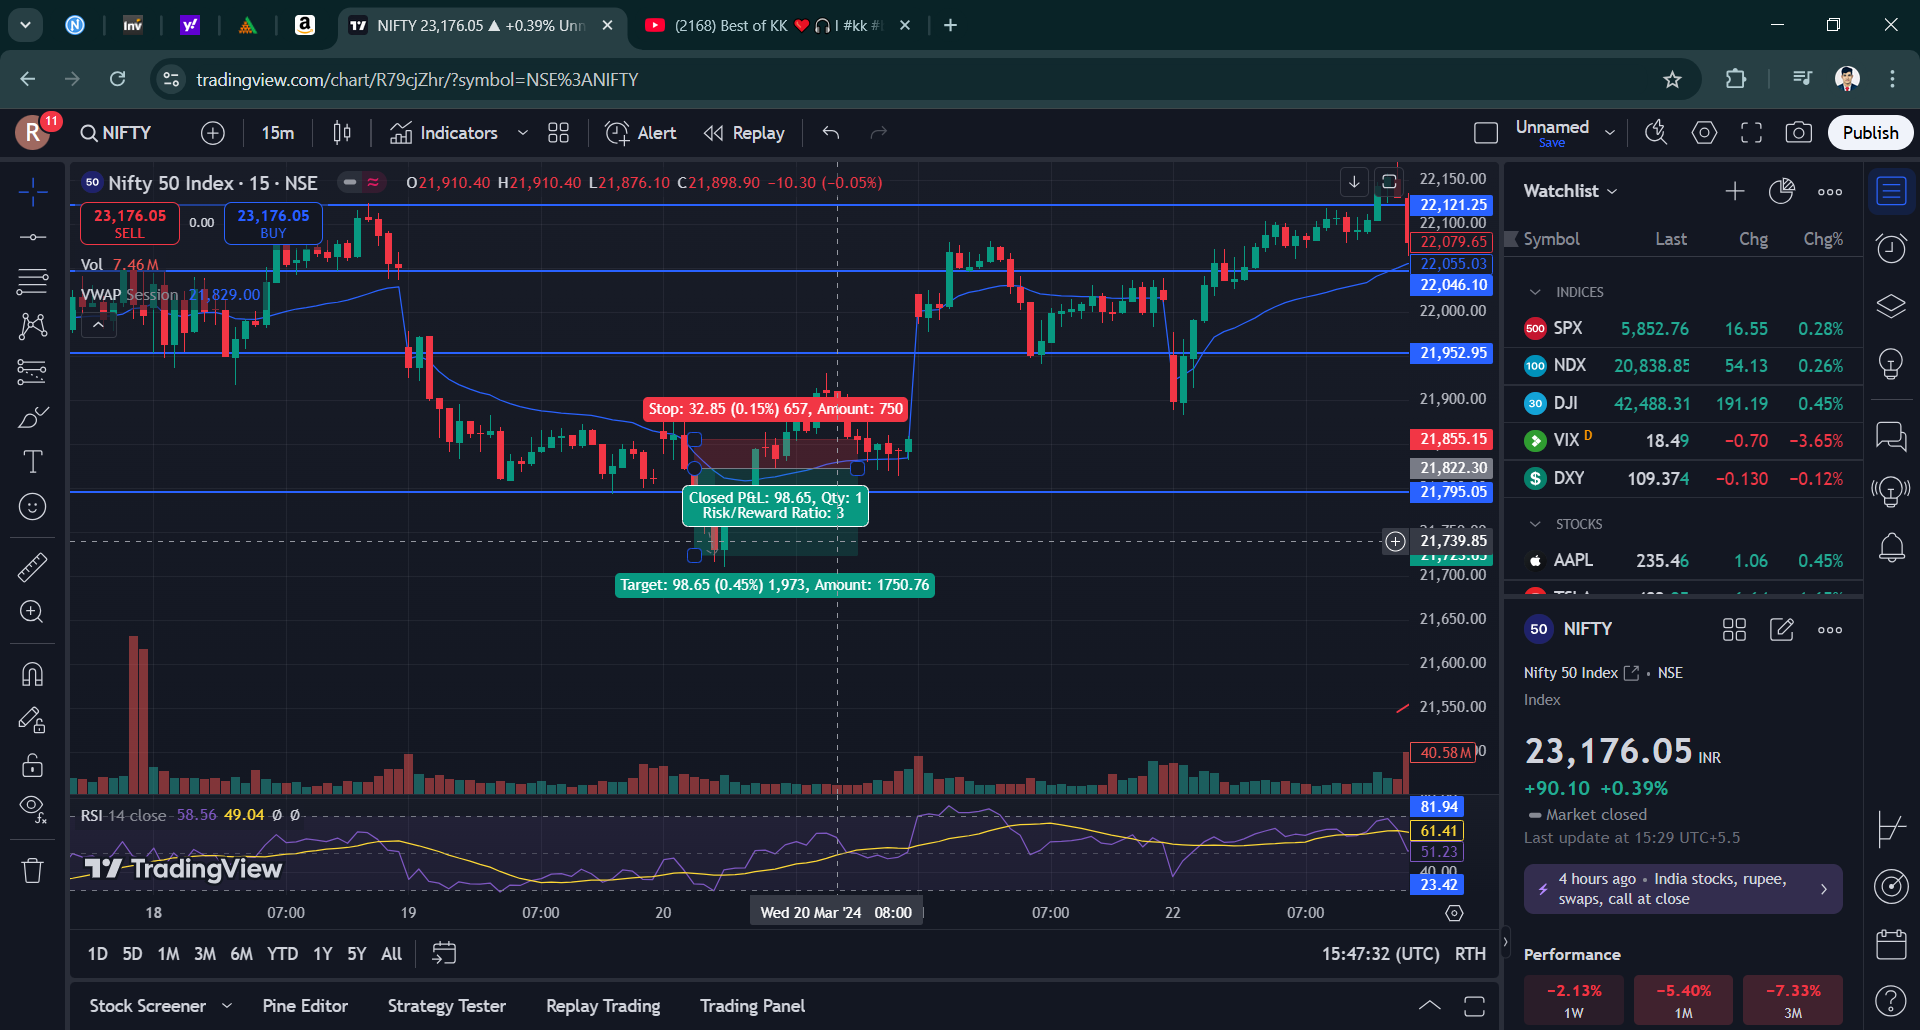 NIFTY 23,176.05 ▲ +0.39% Unn
(2168) Best of KK ❤️🎧 I #kk #
tradingview.com/chart/R79cjZhr/?symbol=NSE%3ANIFTY
R
11
NIFTY
15m
Indicators
Alert
Replay
Unnamed
Save
Publish
50
Nifty 50 Index · 15 · NSE
O21,910.40 H21,910.40 L21,876.10 C21,898.90 −10.30 (−0.05%)
23,176.05
SELL
0.00
23,176.05
BUY
Vol 7.46M
VWAP Session 21,829.00
Stop: 32.85 (0.15%) 657, Amount: 750
Closed P&L: 98.65, Qty: 1
Risk/Reward Ratio: 3
Target: 98.65 (0.45%) 1,973, Amount: 1750.76
22,150.00
22,121.25
22,100.00
22,079.65
22,055.03
22,046.10
22,000.00
21,952.95
21,900.00
21,855.15
21,822.30
21,795.05
21,739.85
21,700.00
21,650.00
21,600.00
21,550.00
40.58M
RSI 14 close 58.56 49.04 Ø Ø
81.94
61.41
51.23
40.00
23.42
TradingView
18
07:00
19
07:00
20
Wed 20 Mar '24 08:00
07:00
22
07:00
1D 5D 1M 3M 6M YTD 1Y 5Y All
15:47:32 (UTC) RTH
Stock Screener
Pine Editor
Strategy Tester
Replay Trading
Trading Panel
Watchlist
Symbol Last Chg Chg%
INDICES
500 SPX 5,852.76 16.55 0.28%
100 NDX 20,838.85 54.13 0.26%
30 DJI 42,488.31 191.19 0.45%
VIX D 18.49 −0.70 −3.65%
$ DXY 109.374 −0.130 −0.12%
STOCKS
AAPL 235.46 1.06 0.45%
50 NIFTY
Nifty 50 Index • NSE
Index
23,176.05 INR
+90.10 +0.39%
Market closed
Last update at 15:29 UTC+5.5
4 hours ago • India stocks, rupee,
swaps, call at close
Performance
−2.13%
1W
−5.40%
1M
−7.33%
3M